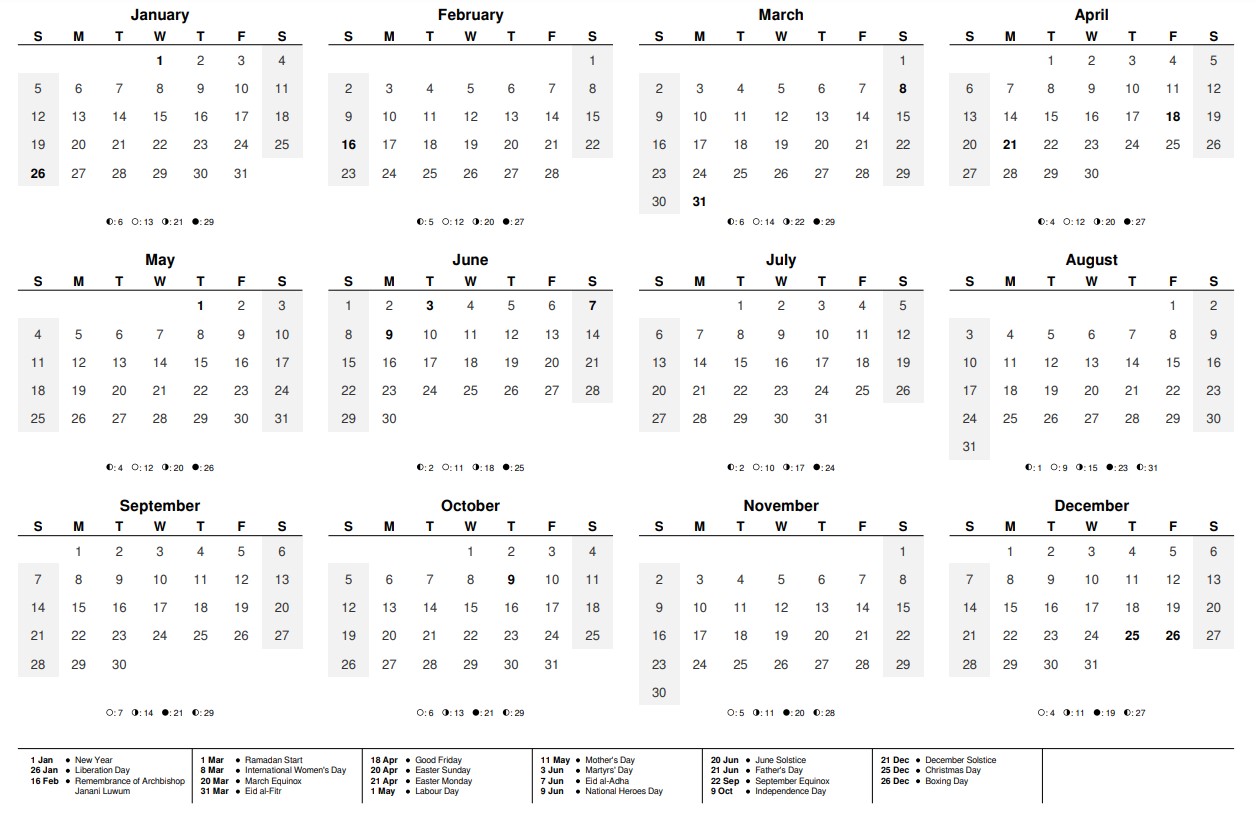 January
S M T W T F S
1 2 3 4
5 6 7 8 9 10 11
12 13 14 15 16 17 18
19 20 21 22 23 24 25
26 27 28 29 30 31
◐: 6 ○: 13 ◑: 21 ●: 29
February
S M T W T F S
1
2 3 4 5 6 7 8
9 10 11 12 13 14 15
16 17 18 19 20 21 22
23 24 25 26 27 28
◐: 5 ○: 12 ◑: 20 ●: 27
March
S M T W T F S
1
2 3 4 5 6 7 8
9 10 11 12 13 14 15
16 17 18 19 20 21 22
23 24 25 26 27 28 29
30 31
◐: 6 ○: 14 ◑: 22 ●: 29
April
S M T W T F S
1 2 3 4 5
6 7 8 9 10 11 12
13 14 15 16 17 18 19
20 21 22 23 24 25 26
27 28 29 30
◐: 4 ○: 12 ◑: 20 ●: 27
May
S M T W T F S
1 2 3
4 5 6 7 8 9 10
11 12 13 14 15 16 17
18 19 20 21 22 23 24
25 26 27 28 29 30 31
◐: 4 ○: 12 ◑: 20 ●: 26
June
S M T W T F S
1 2 3 4 5 6 7
8 9 10 11 12 13 14
15 16 17 18 19 20 21
22 23 24 25 26 27 28
29 30
◐: 2 ○: 11 ◑: 18 ●: 25
July
S M T W T F S
1 2 3 4 5
6 7 8 9 10 11 12
13 14 15 16 17 18 19
20 21 22 23 24 25 26
27 28 29 30 31
◐: 2 ○: 10 ◑: 17 ●: 24
August
S M T W T F S
1 2
3 4 5 6 7 8 9
10 11 12 13 14 15 16
17 18 19 20 21 22 23
24 25 26 27 28 29 30
31
◐: 1 ○: 9 ◑: 15 ●: 23 ◐: 31
September
S M T W T F S
1 2 3 4 5 6
7 8 9 10 11 12 13
14 15 16 17 18 19 20
21 22 23 24 25 26 27
28 29 30
○: 7 ◑: 14 ●: 21 ◐: 29
October
S M T W T F S
1 2 3 4
5 6 7 8 9 10 11
12 13 14 15 16 17 18
19 20 21 22 23 24 25
26 27 28 29 30 31
○: 6 ◑: 13 ●: 21 ◐: 29
November
S M T W T F S
1
2 3 4 5 6 7 8
9 10 11 12 13 14 15
16 17 18 19 20 21 22
23 24 25 26 27 28 29
30
○: 5 ◑: 11 ●: 20 ◐: 28
December
S M T W T F S
1 2 3 4 5 6
7 8 9 10 11 12 13
14 15 16 17 18 19 20
21 22 23 24 25 26 27
28 29 30 31
○: 4 ◑: 11 ●: 19 ◐: 27
1 Jan ● New Year
26 Jan ● Liberation Day
16 Feb ● Remembrance of Archbishop
Janani Luwum
1 Mar ● Ramadan Start
8 Mar ● International Women's Day
20 Mar ● March Equinox
31 Mar ● Eid al-Fitr
18 Apr ● Good Friday
20 Apr ● Easter Sunday
21 Apr ● Easter Monday
1 May ● Labour Day
11 May ● Mother's Day
3 Jun ● Martyrs' Day
7 Jun ● Eid al-Adha
9 Jun ● National Heroes Day
20 Jun ● June Solstice
21 Jun ● Father's Day
22 Sep ● September Equinox
9 Oct ● Independence Day
21 Dec ● December Solstice
25 Dec ● Christmas Day
26 Dec ● Boxing Day